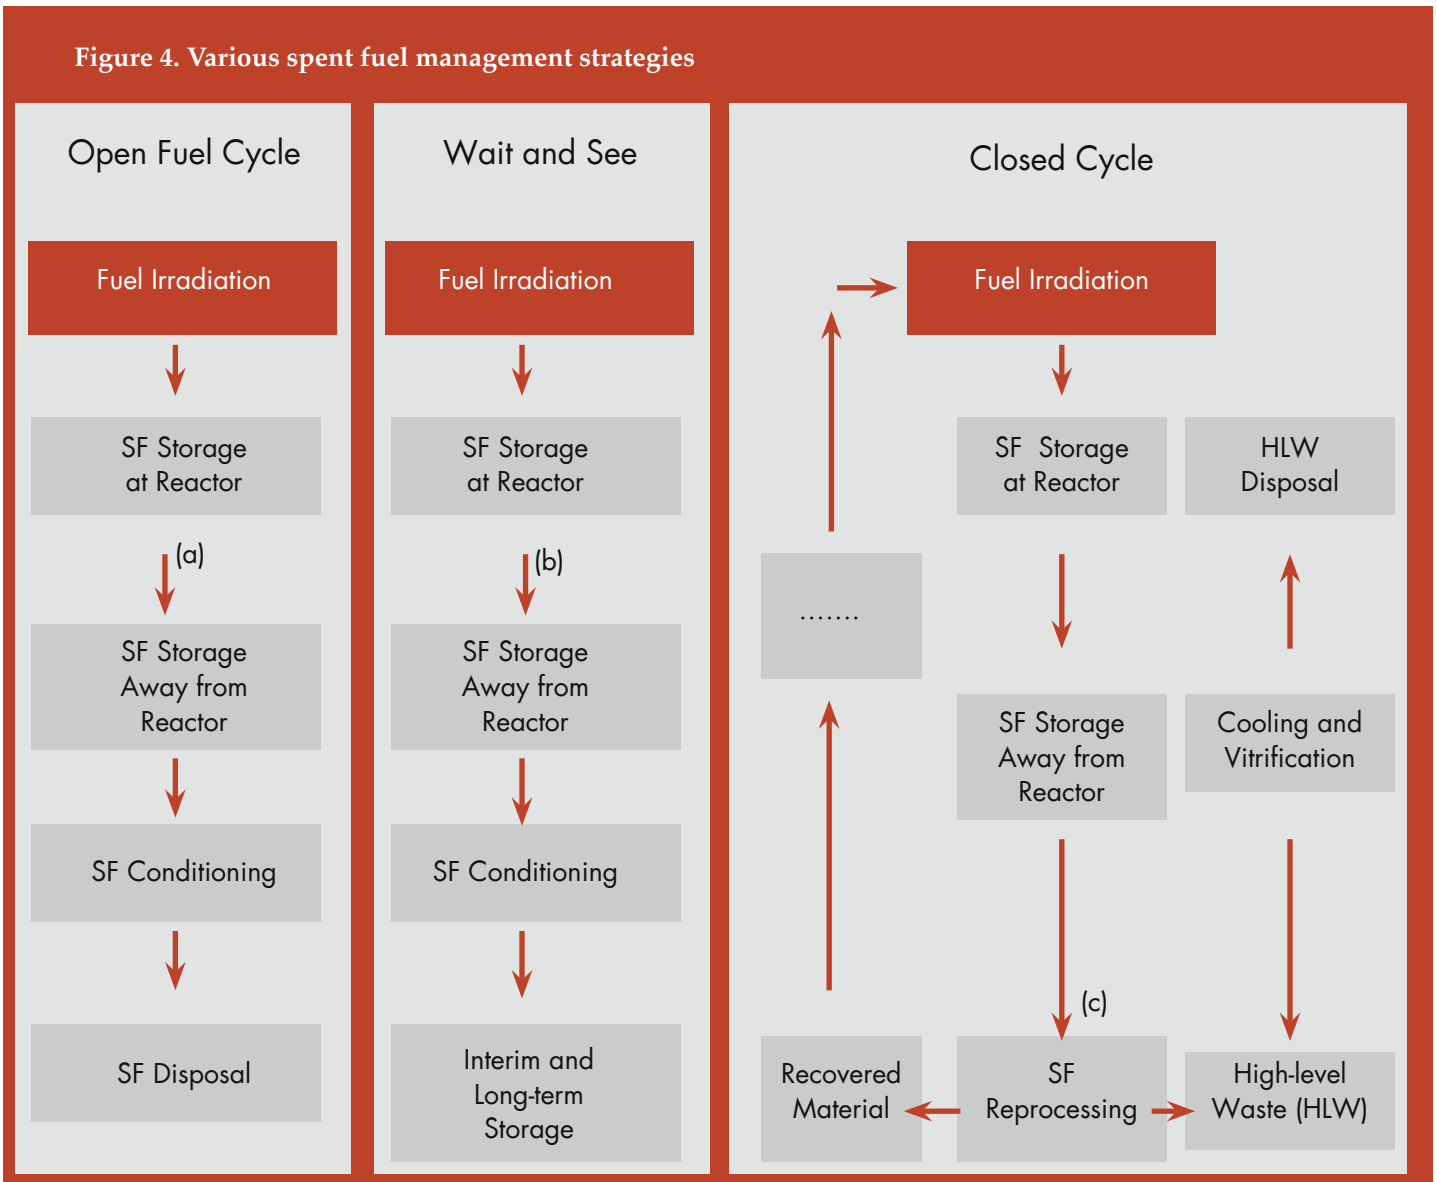 Figure 4. Various spent fuel management strategies
Open Fuel Cycle
Fuel Irradiation
SF Storage
at Reactor
(a)
SF Storage
Away from
Reactor
SF Conditioning
SF Disposal
Wait and See
Fuel Irradiation
SF Storage
at Reactor
(b)
SF Storage
Away from
Reactor
SF Conditioning
Interim and
Long-term
Storage
Closed Cycle
Fuel Irradiation
SF Storage
at Reactor
HLW
Disposal
.......
SF Storage
Away from
Reactor
Cooling and
Vitrification
(c)
Recovered
Material
SF
Reprocessing
High-level
Waste (HLW)